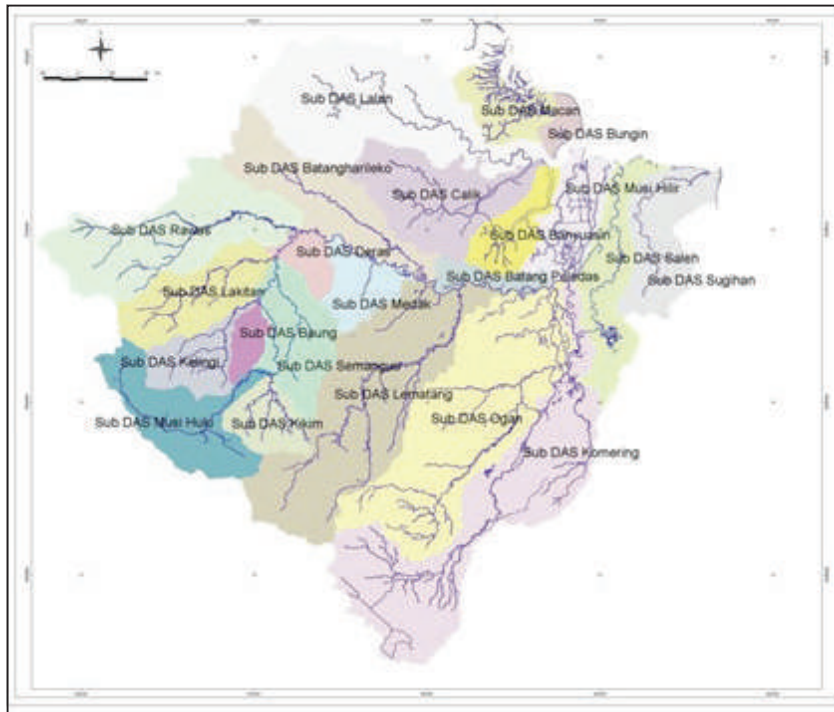 Sub DAS Lalan
Sub DAS Macan
Sub DAS Bungin
Sub DAS Batangharileko
Sub DAS Calik
Sub DAS Musi Hilir
Sub DAS Rawas
Sub DAS Banyuasin
Sub DAS Deras
Sub DAS Saleh
Sub DAS Batang Peledas
Sub DAS Sugihan
Sub DAS Lakitan
Sub DAS Medak
Sub DAS Baung
Sub DAS Kelingi
Sub DAS Semangus
Sub DAS Lematang
Sub DAS Musi Hulu
Sub DAS Kikim
Sub DAS Ogan
Sub DAS Komering